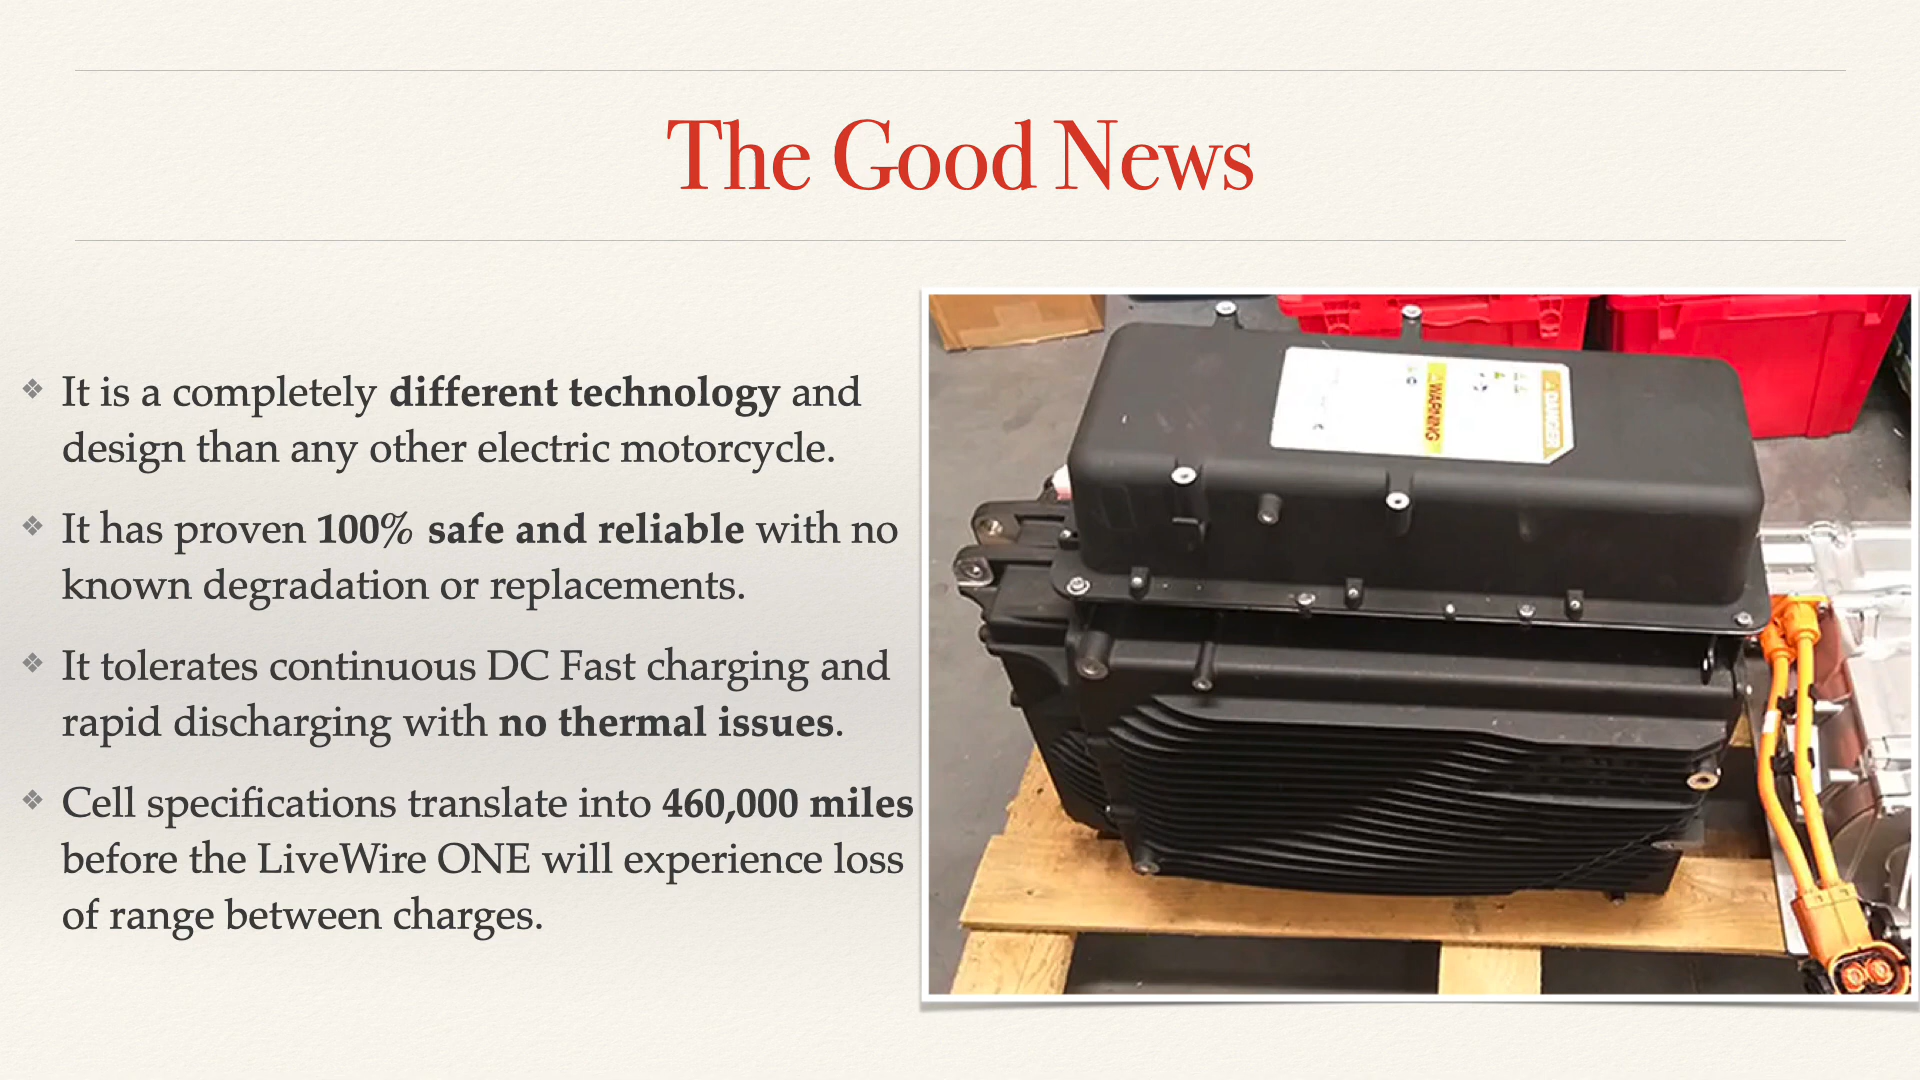 The Good News
❖ It is a completely different technology and
design than any other electric motorcycle.
❖ It has proven 100% safe and reliable with no
known degradation or replacements.
❖ It tolerates continuous DC Fast charging and
rapid discharging with no thermal issues.
❖ Cell specifications translate into 460,000 miles
before the LiveWire ONE will experience loss
of range between charges.
WARNING
DANGER